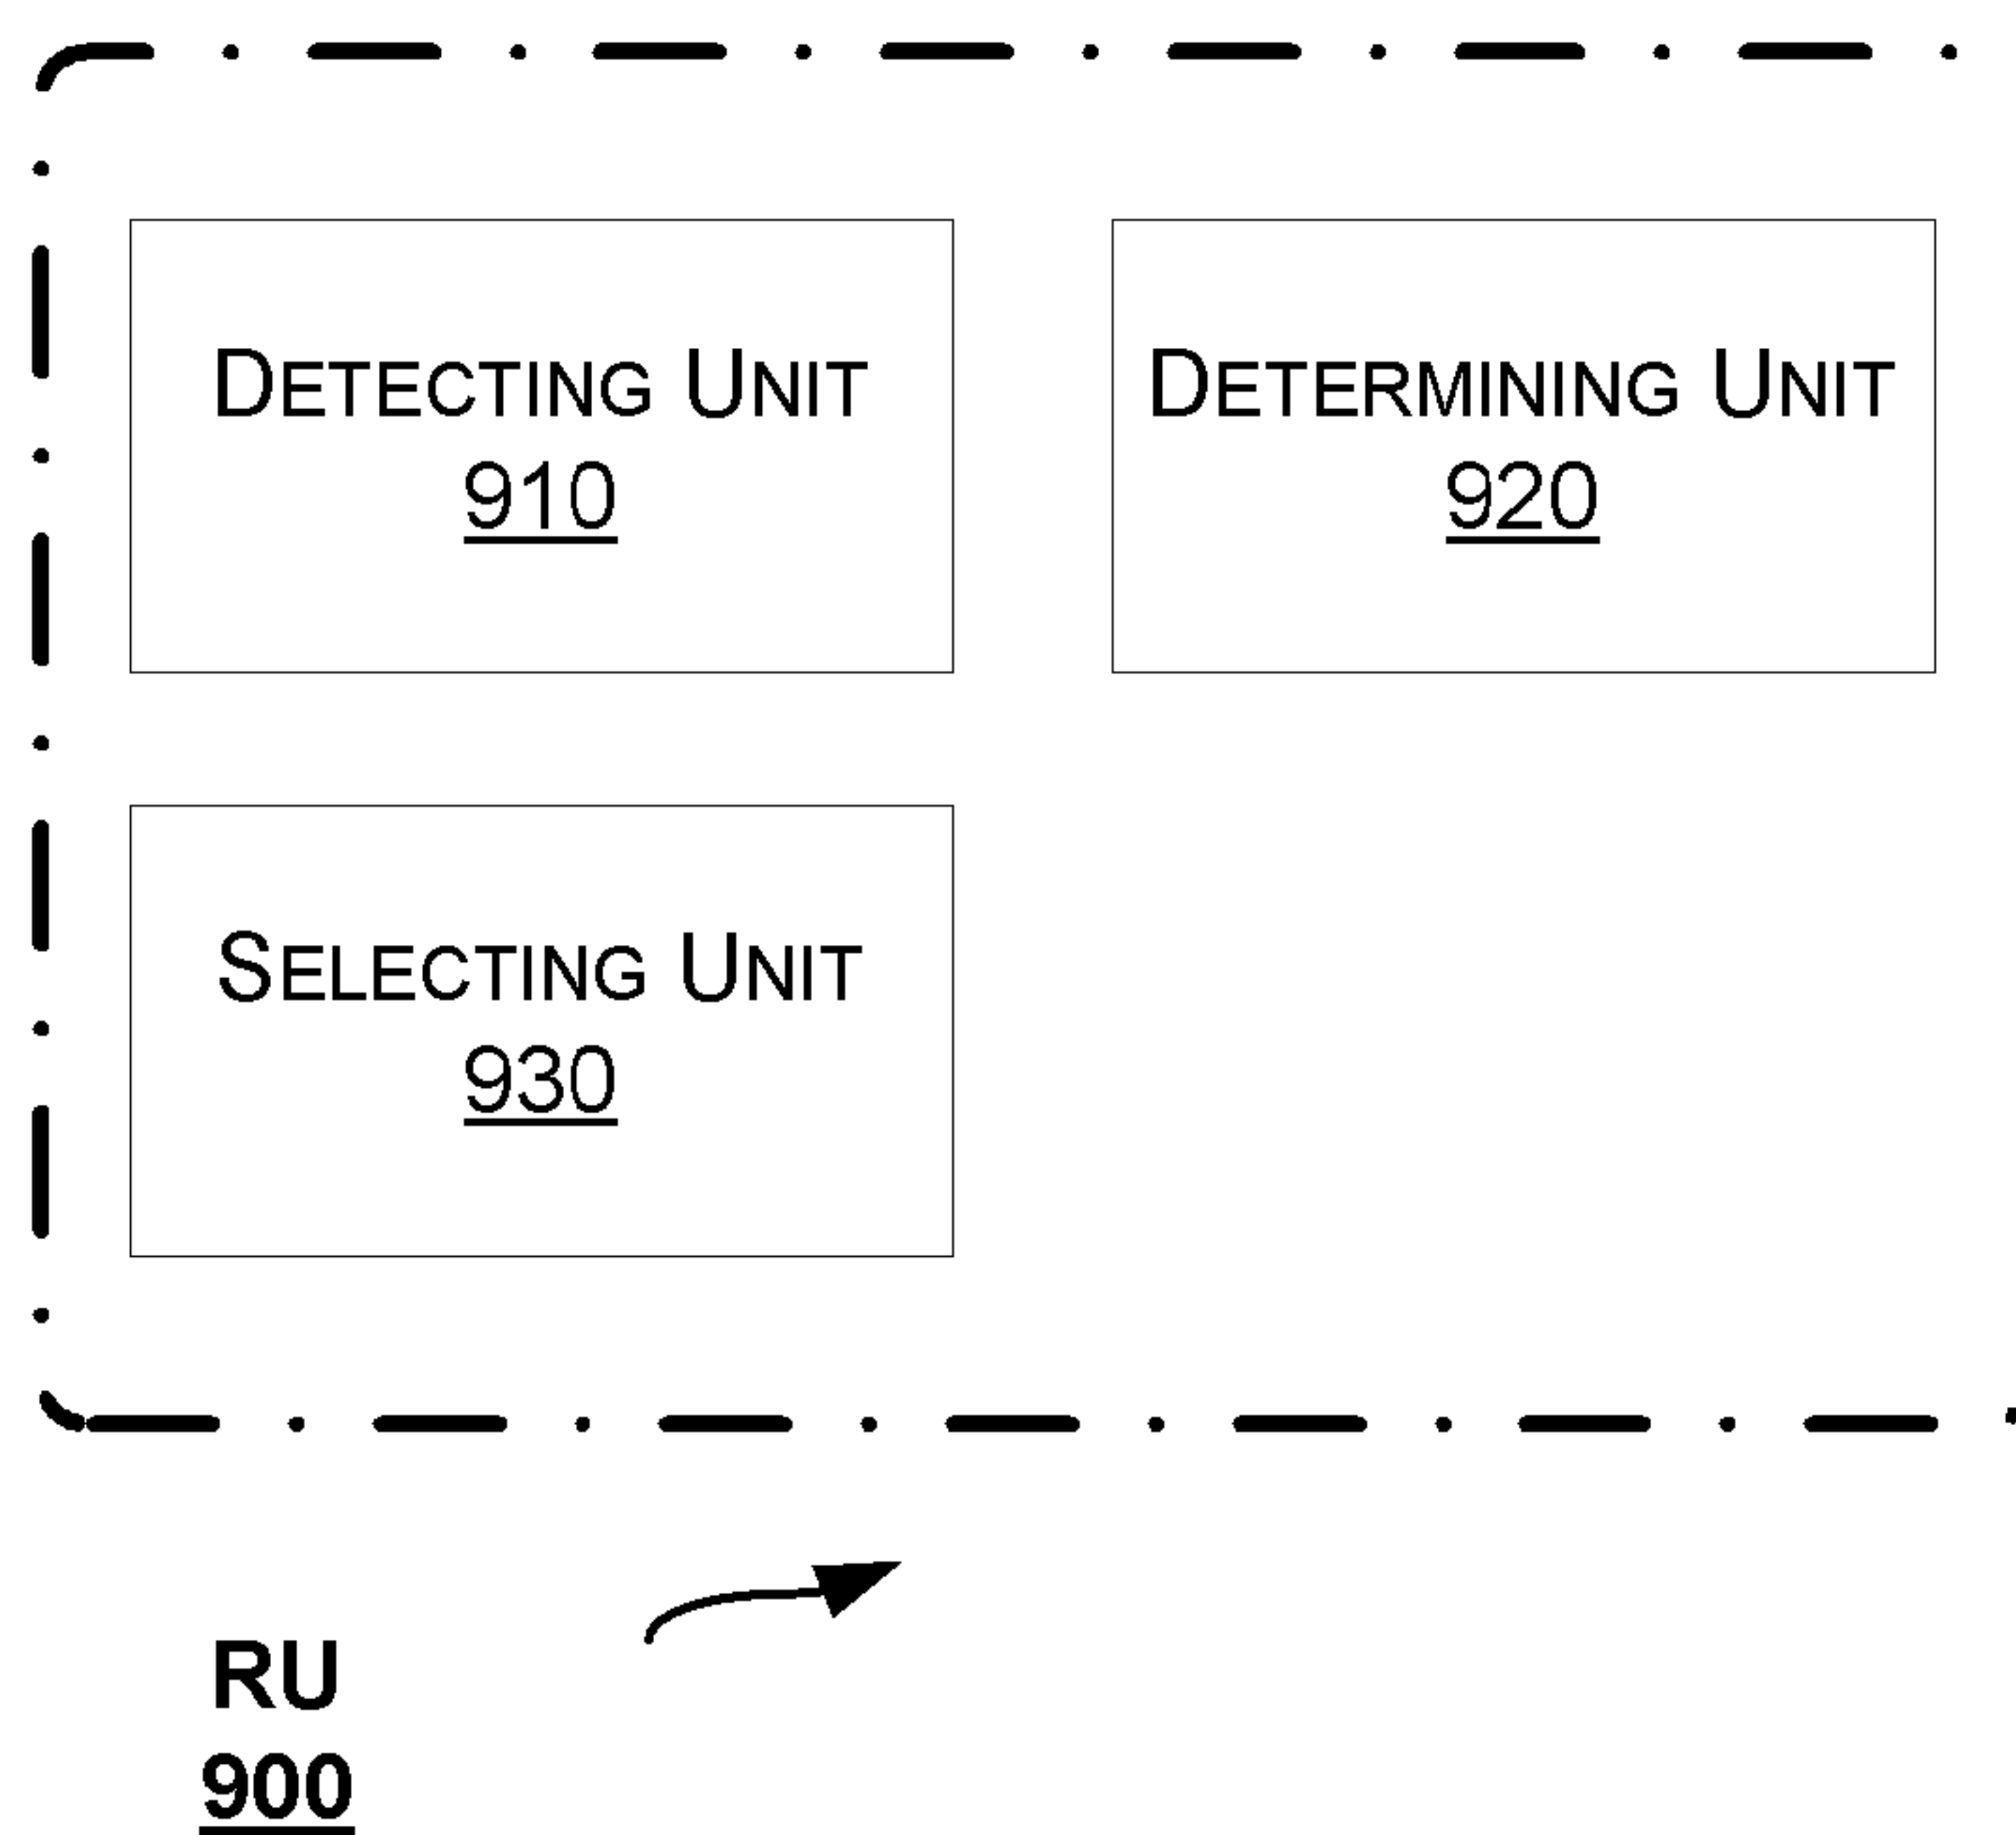 DETECTING UNIT
910
DETERMINING UNIT
920
SELECTING UNIT
930
RU
900